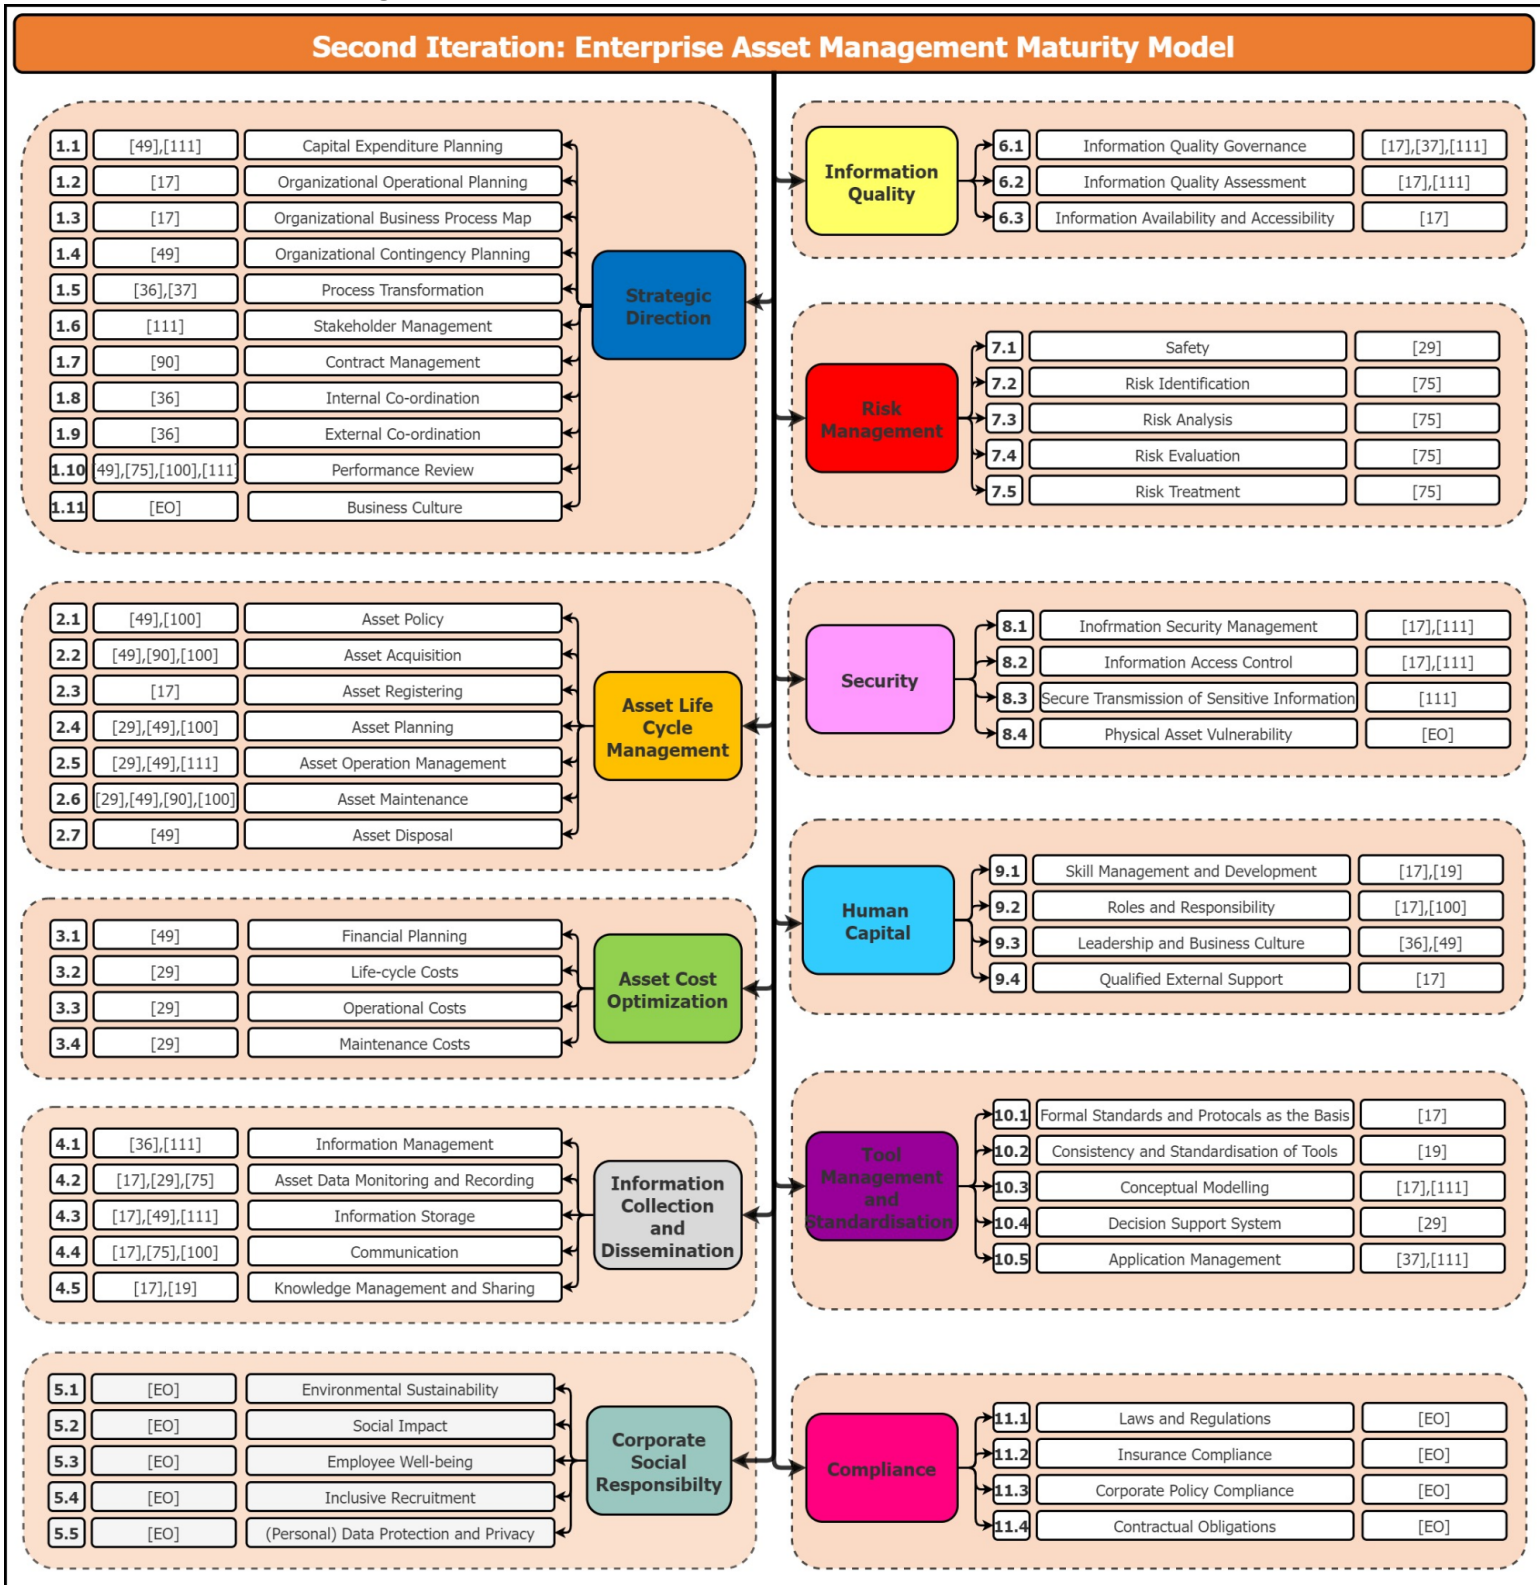 Second Iteration: Enterprise Asset Management Maturity Model
1.1 [49],[111] Capital Expenditure Planning
1.2 [17] Organizational Operational Planning
1.3 [17] Organizational Business Process Map
1.4 [49] Organizational Contingency Planning
1.5 [36],[37] Process Transformation
1.6 [111] Stakeholder Management
1.7 [90] Contract Management
1.8 [36] Internal Co-ordination
1.9 [36] External Co-ordination
1.10 [49],[75],[100],[111] Performance Review
1.11 [EO] Business Culture
Strategic
Direction
2.1 [49],[100] Asset Policy
2.2 [49],[90],[100] Asset Acquisition
2.3 [17] Asset Registering
2.4 [29],[49],[100] Asset Planning
2.5 [29],[49],[111] Asset Operation Management
2.6 [29],[49],[90],[100] Asset Maintenance
2.7 [49] Asset Disposal
Asset Life
Cycle
Management
3.1 [49] Financial Planning
3.2 [29] Life-cycle Costs
3.3 [29] Operational Costs
3.4 [29] Maintenance Costs
Asset Cost
Optimization
4.1 [36],[111] Information Management
4.2 [17],[29],[75] Asset Data Monitoring and Recording
4.3 [17],[49],[111] Information Storage
4.4 [17],[75],[100] Communication
4.5 [17],[19] Knowledge Management and Sharing
Information
Collection
and
Dissemination
5.1 [EO] Environmental Sustainability
5.2 [EO] Social Impact
5.3 [EO] Employee Well-being
5.4 [EO] Inclusive Recruitment
5.5 [EO] (Personal) Data Protection and Privacy
Corporate
Social
Responsibilty
Information
Quality
6.1 Information Quality Governance [17],[37],[111]
6.2 Information Quality Assessment [17],[111]
6.3 Information Availability and Accessibility [17]
Risk
Management
7.1 Safety [29]
7.2 Risk Identification [75]
7.3 Risk Analysis [75]
7.4 Risk Evaluation [75]
7.5 Risk Treatment [75]
Security
8.1 Inofrmation Security Management [17],[111]
8.2 Information Access Control [17],[111]
8.3 Secure Transmission of Sensitive Information [111]
8.4 Physical Asset Vulnerability [EO]
Human
Capital
9.1 Skill Management and Development [17],[19]
9.2 Roles and Responsibility [17],[100]
9.3 Leadership and Business Culture [36],[49]
9.4 Qualified External Support [17]
Tool
Management
and
Standardisation
10.1 Formal Standards and Protocals as the Basis [17]
10.2 Consistency and Standardisation of Tools [19]
10.3 Conceptual Modelling [17],[111]
10.4 Decision Support System [29]
10.5 Application Management [37],[111]
Compliance
11.1 Laws and Regulations [EO]
11.2 Insurance Compliance [EO]
11.3 Corporate Policy Compliance [EO]
11.4 Contractual Obligations [EO]